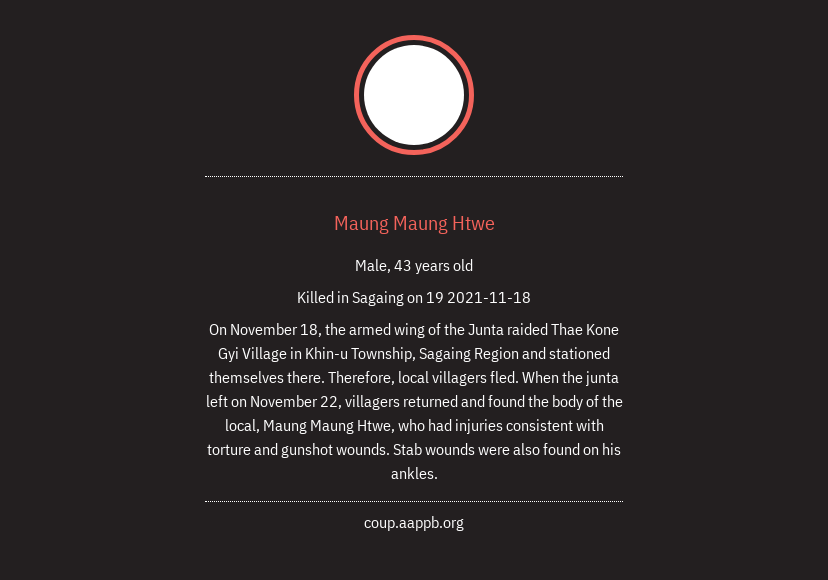 Maung Maung Htwe
Male, 43 years old
Killed in Sagaing on 19 2021-11-18
On November 18, the armed wing of the Junta raided Thae Kone
Gyi Village in Khin-u Township, Sagaing Region and stationed
themselves there. Therefore, local villagers fled. When the junta
left on November 22, villagers returned and found the body of the
local, Maung Maung Htwe, who had injuries consistent with
torture and gunshot wounds. Stab wounds were also found on his
ankles.
coup.aappb.org